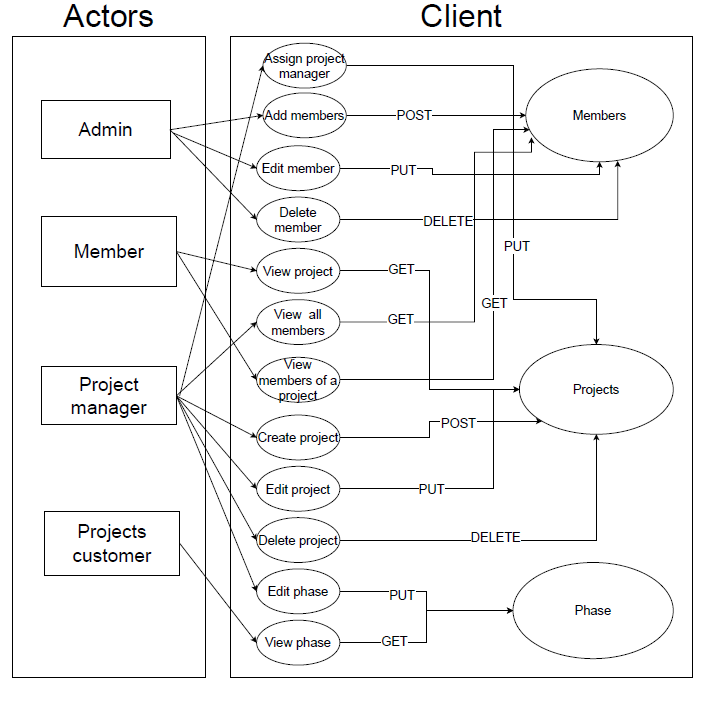 Actors
Client
Admin
Member
Project
manager
Projects
customer
Assign project
manager
Add members
POST
Edit member
PUT
Delete
member
DELETE
View project
GET
View all
members
GET
View
members of a
project
GET
PUT
Create project
POST
Edit project
PUT
Delete project
DELETE
Edit phase
PUT
View phase
GET
Members
Projects
Phase